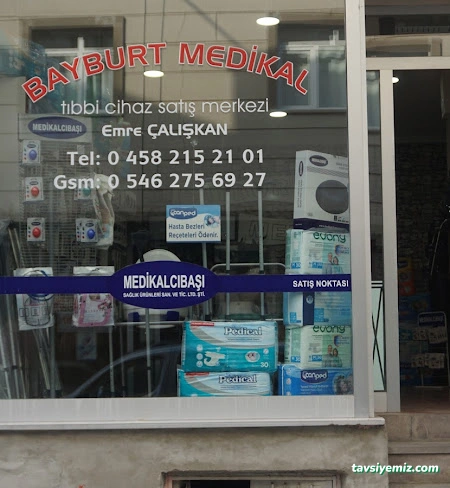 BAYBURT MEDİKAL
tıbbi cihaz satış merkezi
Emre ÇALIŞKAN
Tel: 0 458 215 21 01
Gsm: 0 546 275 69 27
MEDİKALCIBAŞI
Hasta Bezleri
Reçeteleri Ödenir.
evony
MEDİKALCIBAŞI
SAĞLIK ÜRÜNLERİ SAN. VE TİC. LTD. ŞTİ.
SATIŞ NOKTASI
Pedical
30
evony
Pedical
tavsiyemiz.com